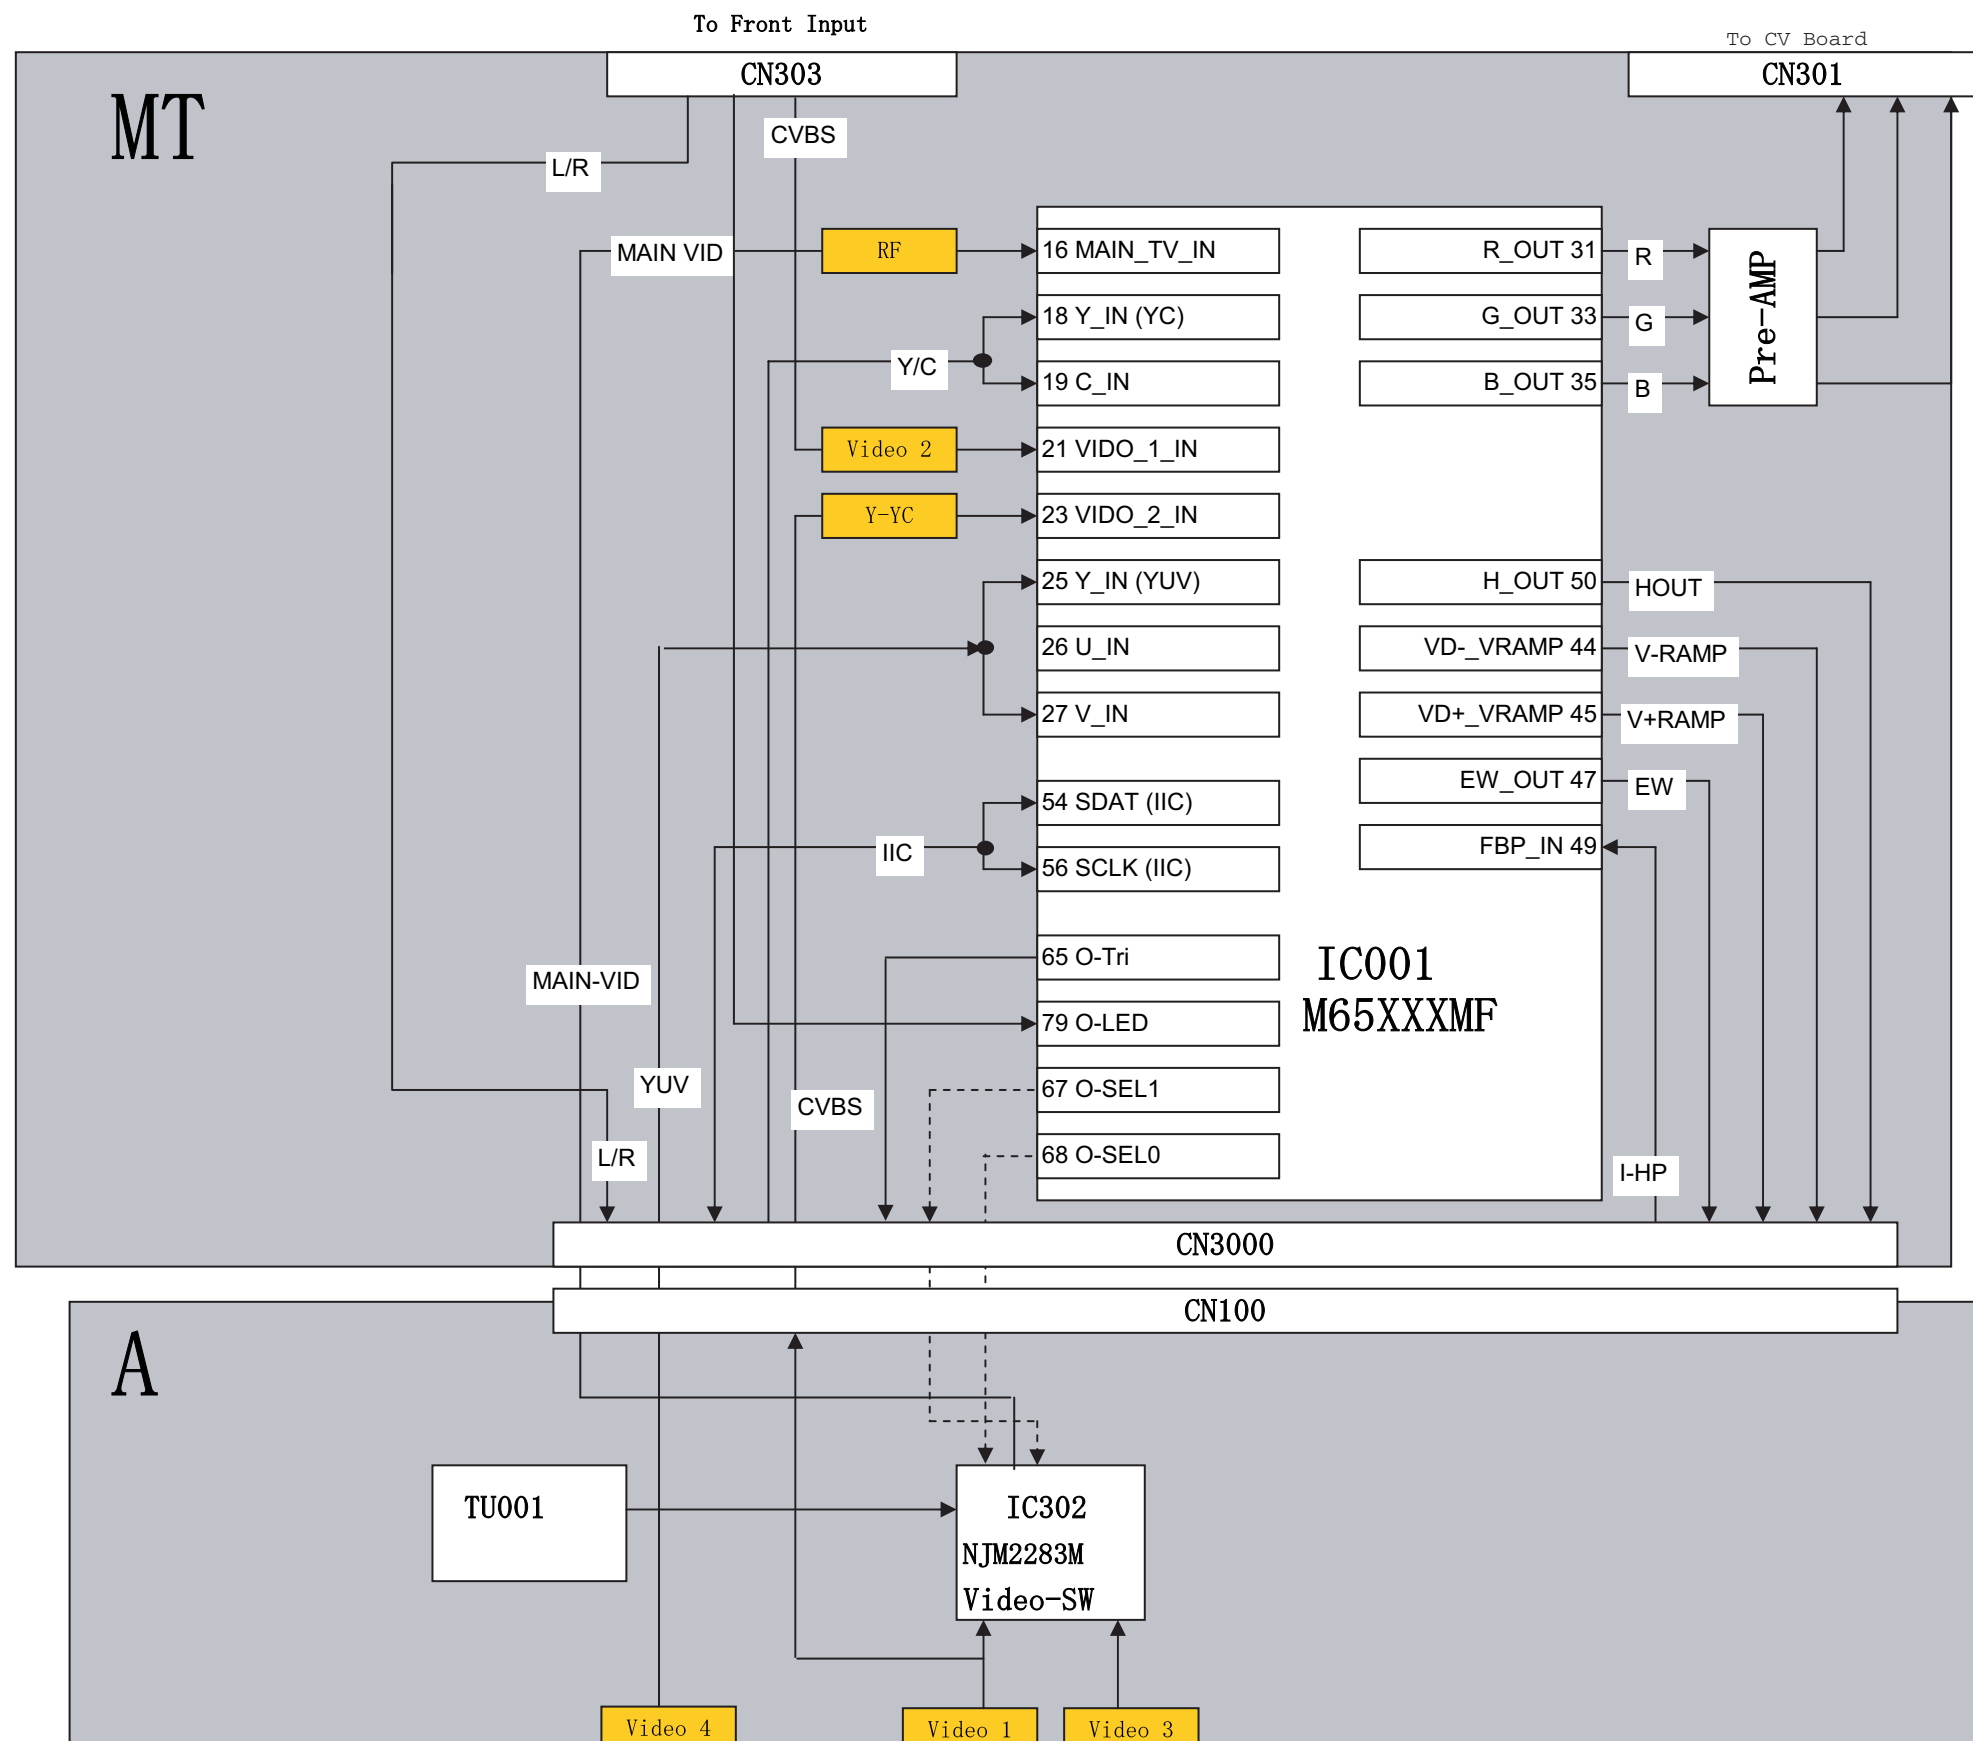 To Front Input
To CV Board
CN303
CN301
MT
CVBS
L/R
MAIN VID
RF
16 MAIN_TV_IN
R_OUT 31
R
Pre-AMP
18 Y_IN (YC)
G_OUT 33
G
Y/C
19 C_IN
B_OUT 35
B
Video 2
21 VIDO_1_IN
Y-YC
23 VIDO_2_IN
25 Y_IN (YUV)
H_OUT 50
HOUT
26 U_IN
VD-_VRAMP 44
V-RAMP
27 V_IN
VD+_VRAMP 45
V+RAMP
EW_OUT 47
EW
54 SDAT (IIC)
IIC
FBP_IN 49
56 SCLK (IIC)
65 O-Tri
IC001
M65XXXMF
MAIN-VID
79 O-LED
YUV
67 O-SEL1
CVBS
L/R
68 O-SEL0
I-HP
CN3000
CN100
A
TU001
IC302
NJM2283M
Video-SW
Video 4
Video 1
Video 3